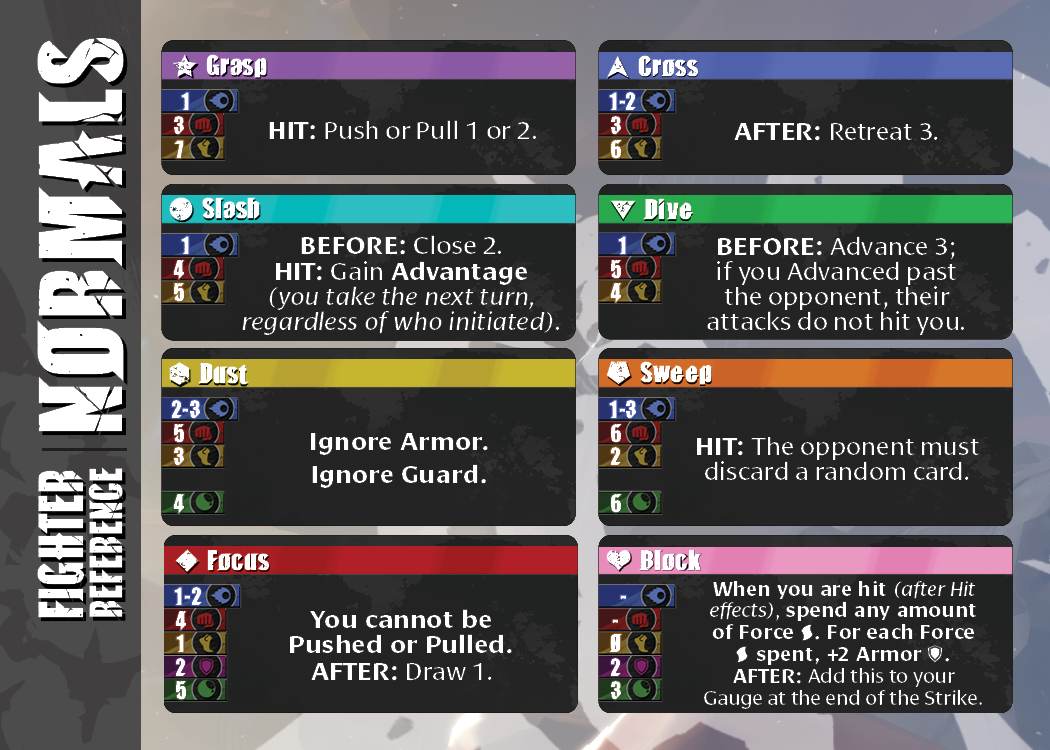 NORMALS
FIGHTER
REFERENCE
Grasp
1
3
7
HIT: Push or Pull 1 or 2.
Cross
1-2
3
6
AFTER: Retreat 3.
Slash
1
4
5
BEFORE: Close 2.
HIT: Gain Advantage
(you take the next turn,
regardless of who initiated).
Dive
1
5
4
BEFORE: Advance 3;
if you Advanced past
the opponent, their
attacks do not hit you.
Dust
2-3
5
3
4
Ignore Armor.
Ignore Guard.
Sweep
1-3
6
2
6
HIT: The opponent must
discard a random card.
Focus
1-2
4
1
2
5
You cannot be
Pushed or Pulled.
AFTER: Draw 1.
Block
-
-
0
2
3
When you are hit (after Hit
effects), spend any amount
of Force. For each Force
spent, +2 Armor.
AFTER: Add this to your
Gauge at the end of the Strike.